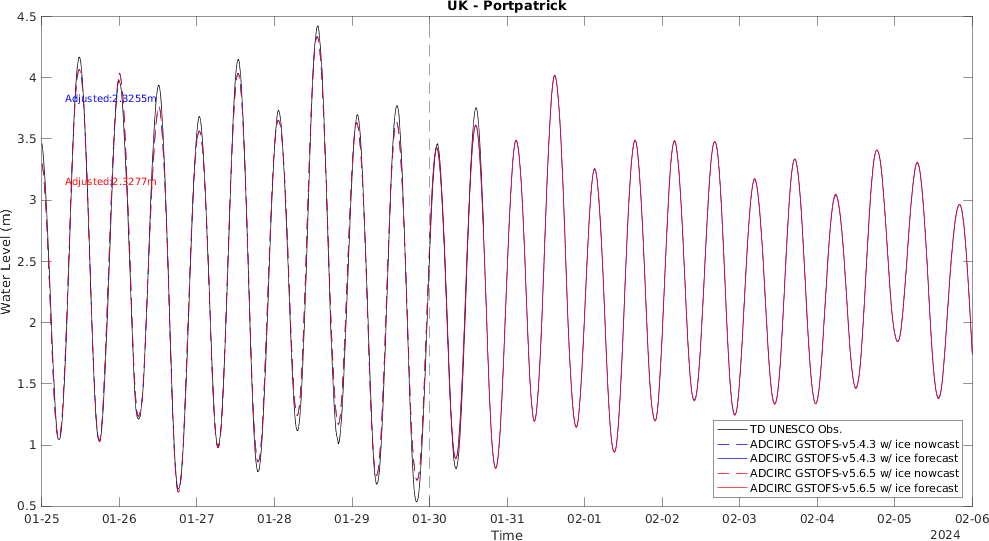 UK - Portpatrick
4.5
4
3.5
3
2.5
2
1.5
1
0.5
Water Level (m)
Adjusted:2.3255m
Adjusted:2.3277m
TD UNESCO Obs.
ADCIRC GSTOFS-v5.4.3 w/ ice nowcast
ADCIRC GSTOFS-v5.4.3 w/ ice forecast
ADCIRC GSTOFS-v5.6.5 w/ ice nowcast
ADCIRC GSTOFS-v5.6.5 w/ ice forecast
01-25 01-26 01-27 01-28 01-29 01-30 01-31 02-01 02-02 02-03 02-04 02-05 02-06
Time
2024